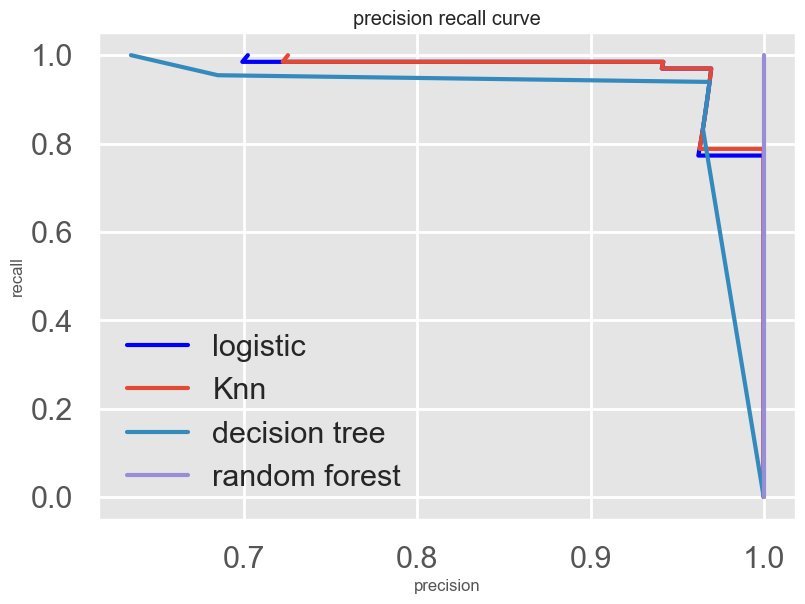 precision recall curve
1.0
0.8
0.6
0.4
0.2
0.0
recall
logistic
Knn
decision tree
random forest
0.7 0.8 0.9 1.0
precision